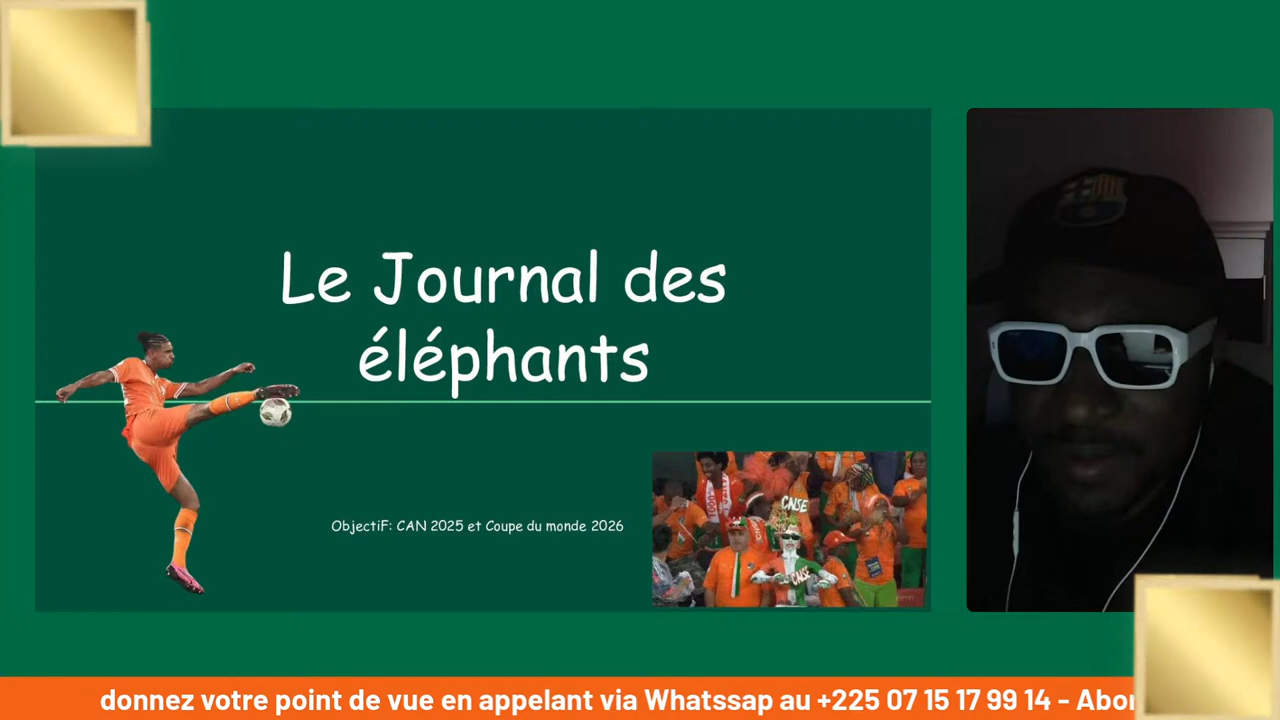 Le Journal des
éléphants
ObjectiF: CAN 2025 et Coupe du monde 2026
donnez votre point de vue en appelant via Whatssap au +225 07 15 17 99 14 - Abor